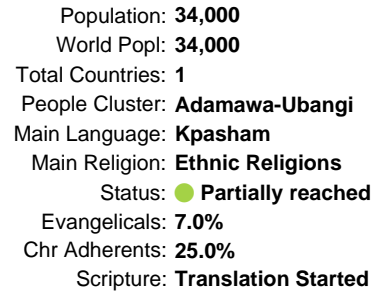 Population: 34,000
World Popl: 34,000
Total Countries: 1
People Cluster: Adamawa-Ubangi
Main Language: Kpasham
Main Religion: Ethnic Religions
Status: Partially reached
Evangelicals: 7.0%
Chr Adherents: 25.0%
Scripture: Translation Started